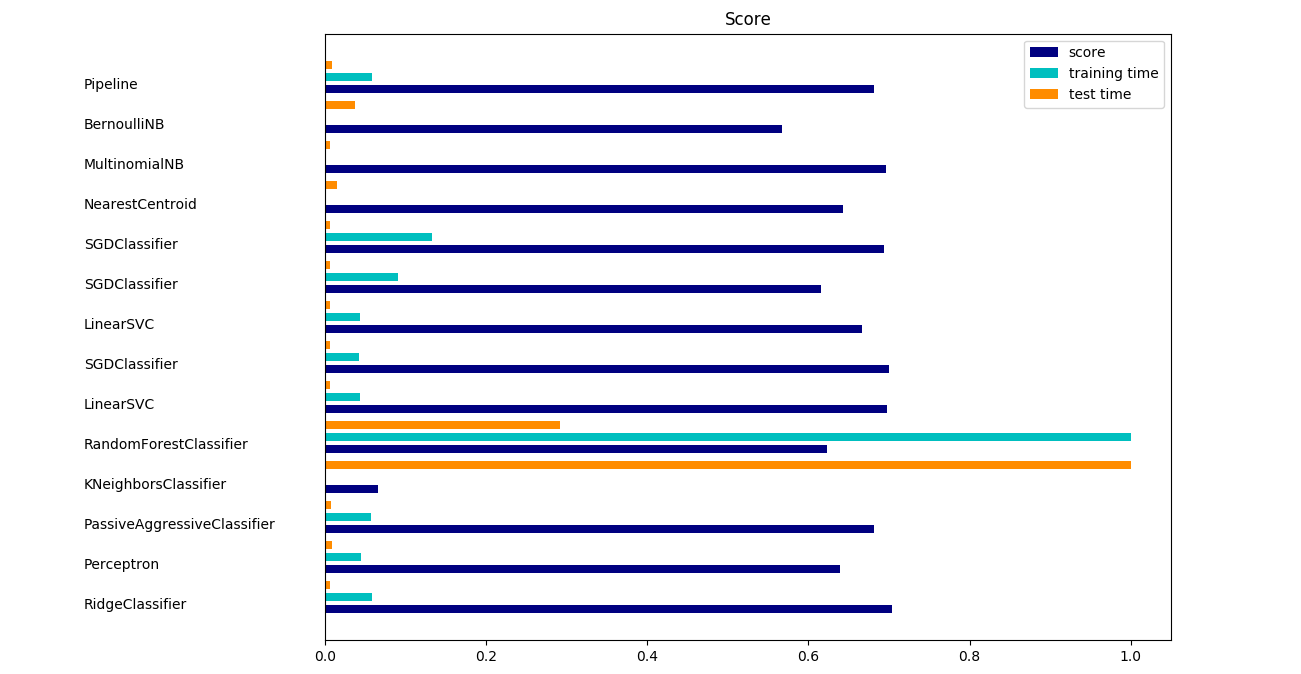 Score
score
training time
test time
Pipeline
BernoulliNB
MultinomialNB
NearestCentroid
SGDClassifier
SGDClassifier
LinearSVC
SGDClassifier
LinearSVC
RandomForestClassifier
KNeighborsClassifier
PassiveAggressiveClassifier
Perceptron
RidgeClassifier
0.0 0.2 0.4 0.6 0.8 1.0